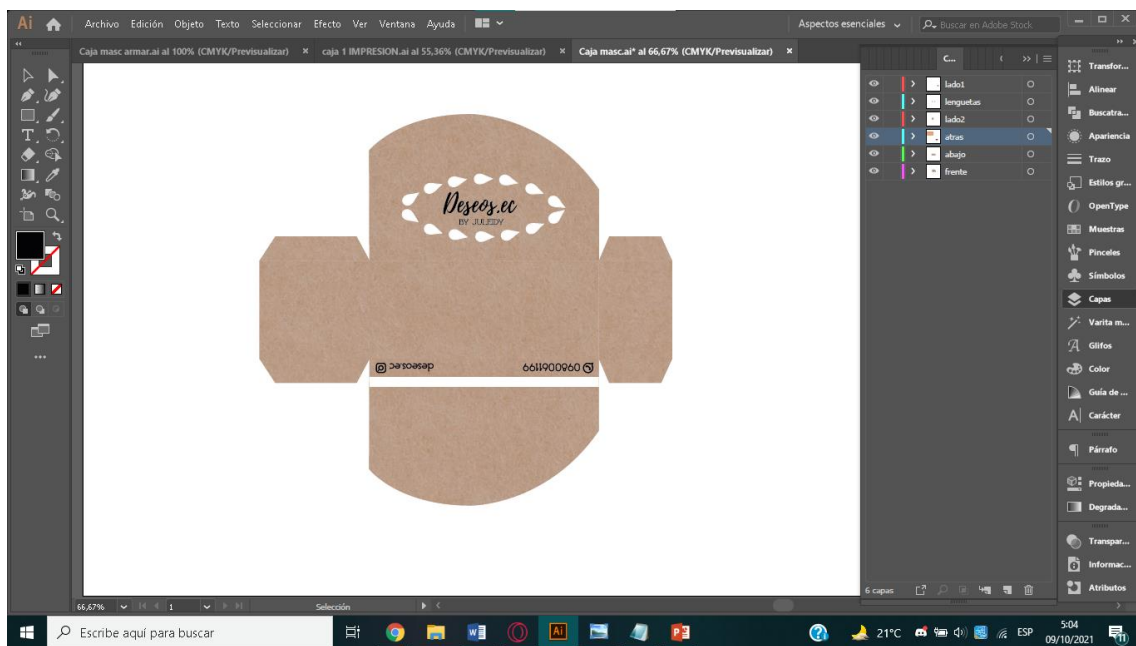 Ai Archivo Edición Objeto Texto Seleccionar Efecto Ver Ventana Ayuda Aspectos esenciales Buscar en Adobe Stock
Caja masc armar.ai al 100% (CMYK/Previsualizar) × caja 1 IMPRESION.ai al 55,36% (CMYK/Previsualizar) × Caja masc.ai* al 66,67% (CMYK/Previsualizar) ×
C...
lado1
lenguetas
lado2
atras
abajo
frente
Transfor...
Alinear
Buscatra...
Apariencia
Trazo
Estilos gr...
OpenType
Muestras
Pinceles
Símbolos
Capas
Varita m...
Glifos
Color
Guía de ...
Carácter
Párrafo
Propieda...
Degrada...
Transpar...
Informac...
Atributos
Deseos.ec
BY JULEIDY
deseos.ec 0960061199
6 capas
66,67% 1 Selección
Escribe aquí para buscar
21°C ESP 5:04
09/10/2021
11